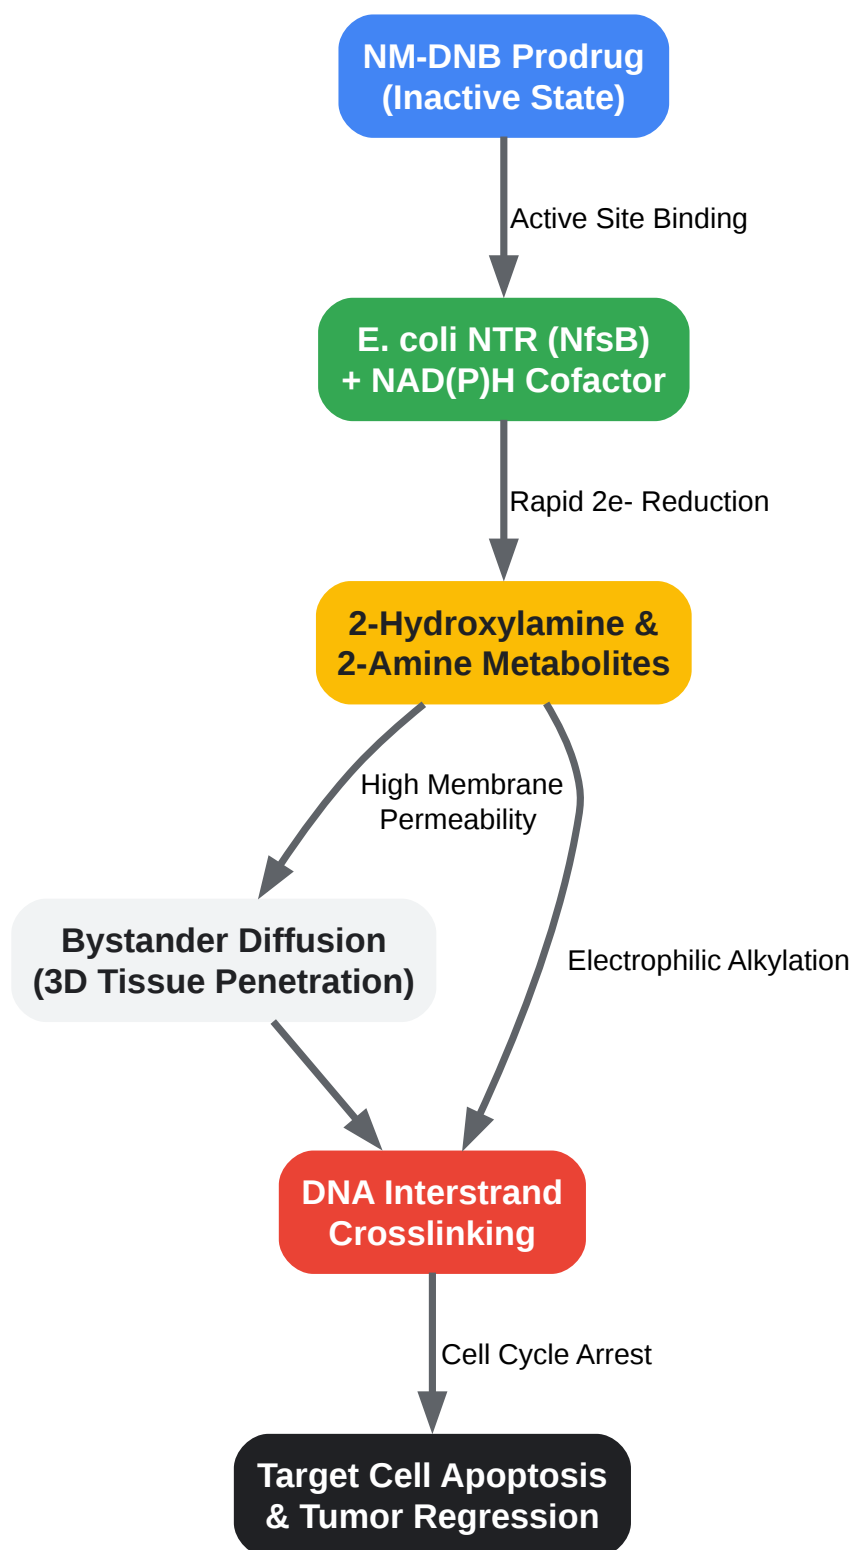 NM-DNB Prodrug
(Inactive State)
Active Site Binding
E. coli NTR (NfsB)
+ NAD(P)H Cofactor
Rapid 2e- Reduction
2-Hydroxylamine &
2-Amine Metabolites
High Membrane
Permeability
Bystander Diffusion
(3D Tissue Penetration)
Electrophilic Alkylation
DNA Interstrand
Crosslinking
Cell Cycle Arrest
Target Cell Apoptosis
& Tumor Regression